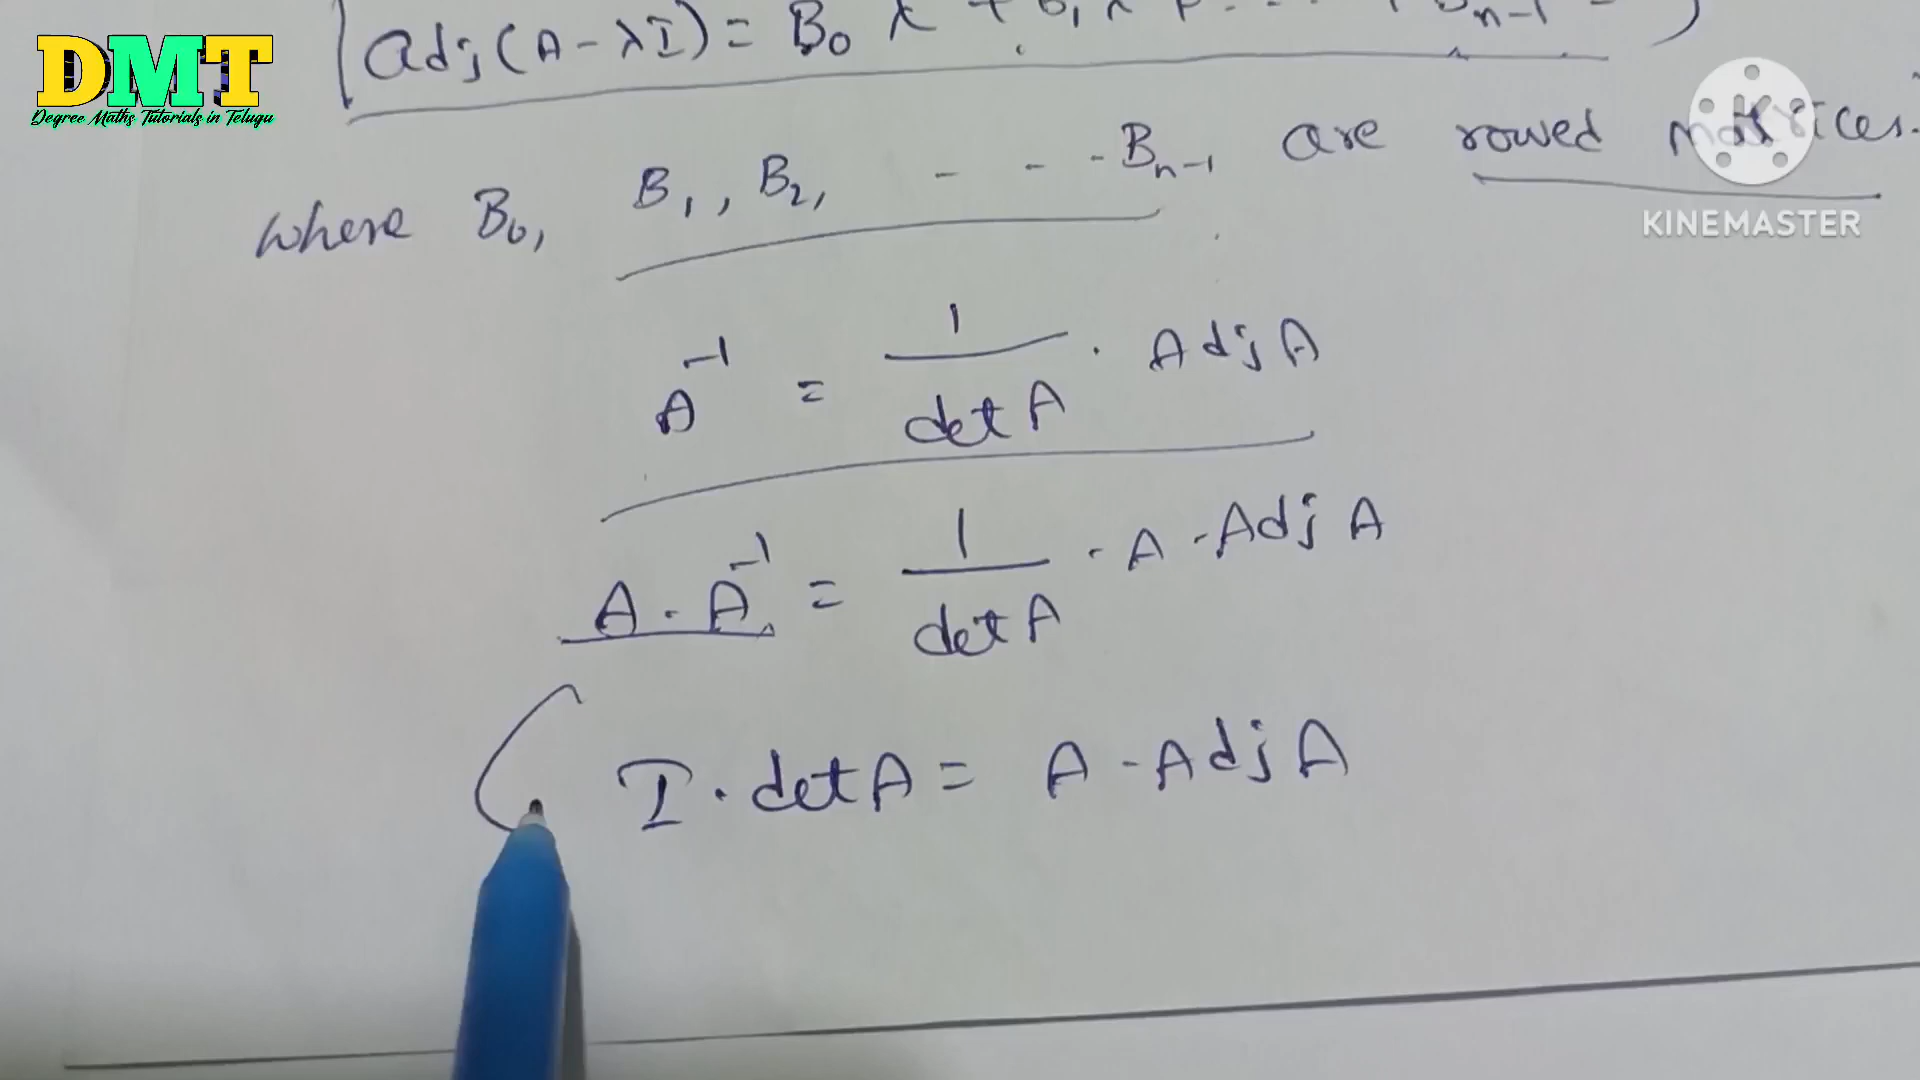 DMT
Degree Maths Tutorials in Telugu
adj(A - λI) = B₀ λ
where B₀, B₁, , B₂, - - - Bₙ₋₁ are rowed matrices.
KINEMASTER
A⁻¹ = 1/det A . Adj A
A . A⁻¹ = 1/det A . A . Adj A
I . det A = A . Adj A